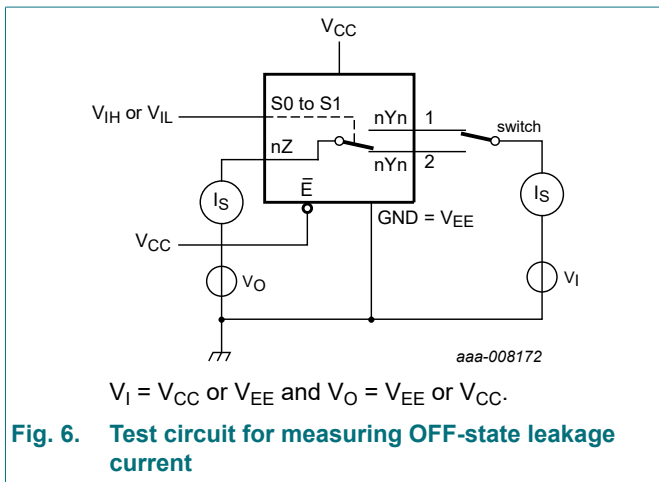 VCC
VIH or VIL
S0 to S1
nYn
1
switch
nZ
nYn
2
IS
E̅
IS
GND = VEE
VCC
VO
VI
aaa-008172
VI = VCC or VEE and VO = VEE or VCC.
Fig. 6. Test circuit for measuring OFF-state leakage
current